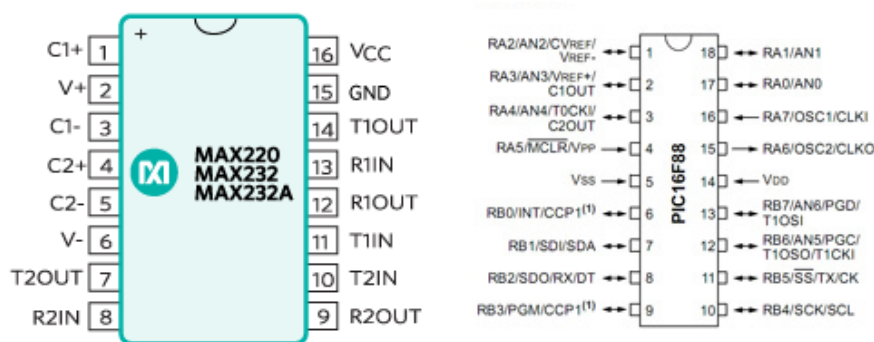 C1+ 1
V+ 2
C1- 3
C2+ 4
C2- 5
V- 6
T2OUT 7
R2IN 8
+
MAX220
MAX232
MAX232A
16 VCC
15 GND
14 T1OUT
13 R1IN
12 R1OUT
11 T1IN
10 T2IN
9 R2OUT
RA2/AN2/CVREF/
VREF- 1
RA3/AN3/VREF+/
C1OUT 2
RA4/AN4/T0CKI/
C2OUT 3
RA5/MCLR/VPP 4
VSS 5
RB0/INT/CCP1(1) 6
RB1/SDI/SDA 7
RB2/SDO/RX/DT 8
RB3/PGM/CCP1(1) 9
PIC16F88
18 RA1/AN1
17 RA0/AN0
16 RA7/OSC1/CLKI
15 RA6/OSC2/CLKO
14 VDD
13 RB7/AN6/PGD/
T1OSI
12 RB6/AN5/PGC/
T1OSO/T1CKI
11 RB5/SS/TX/CK
10 RB4/SCK/SCL